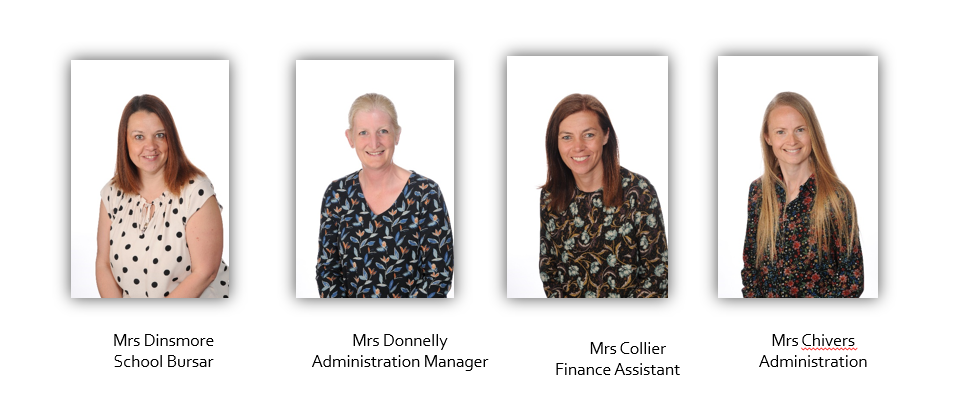 Mrs Dinsmore
School Bursar
Mrs Donnelly
Administration Manager
Mrs Collier
Finance Assistant
Mrs Chivers
Administration